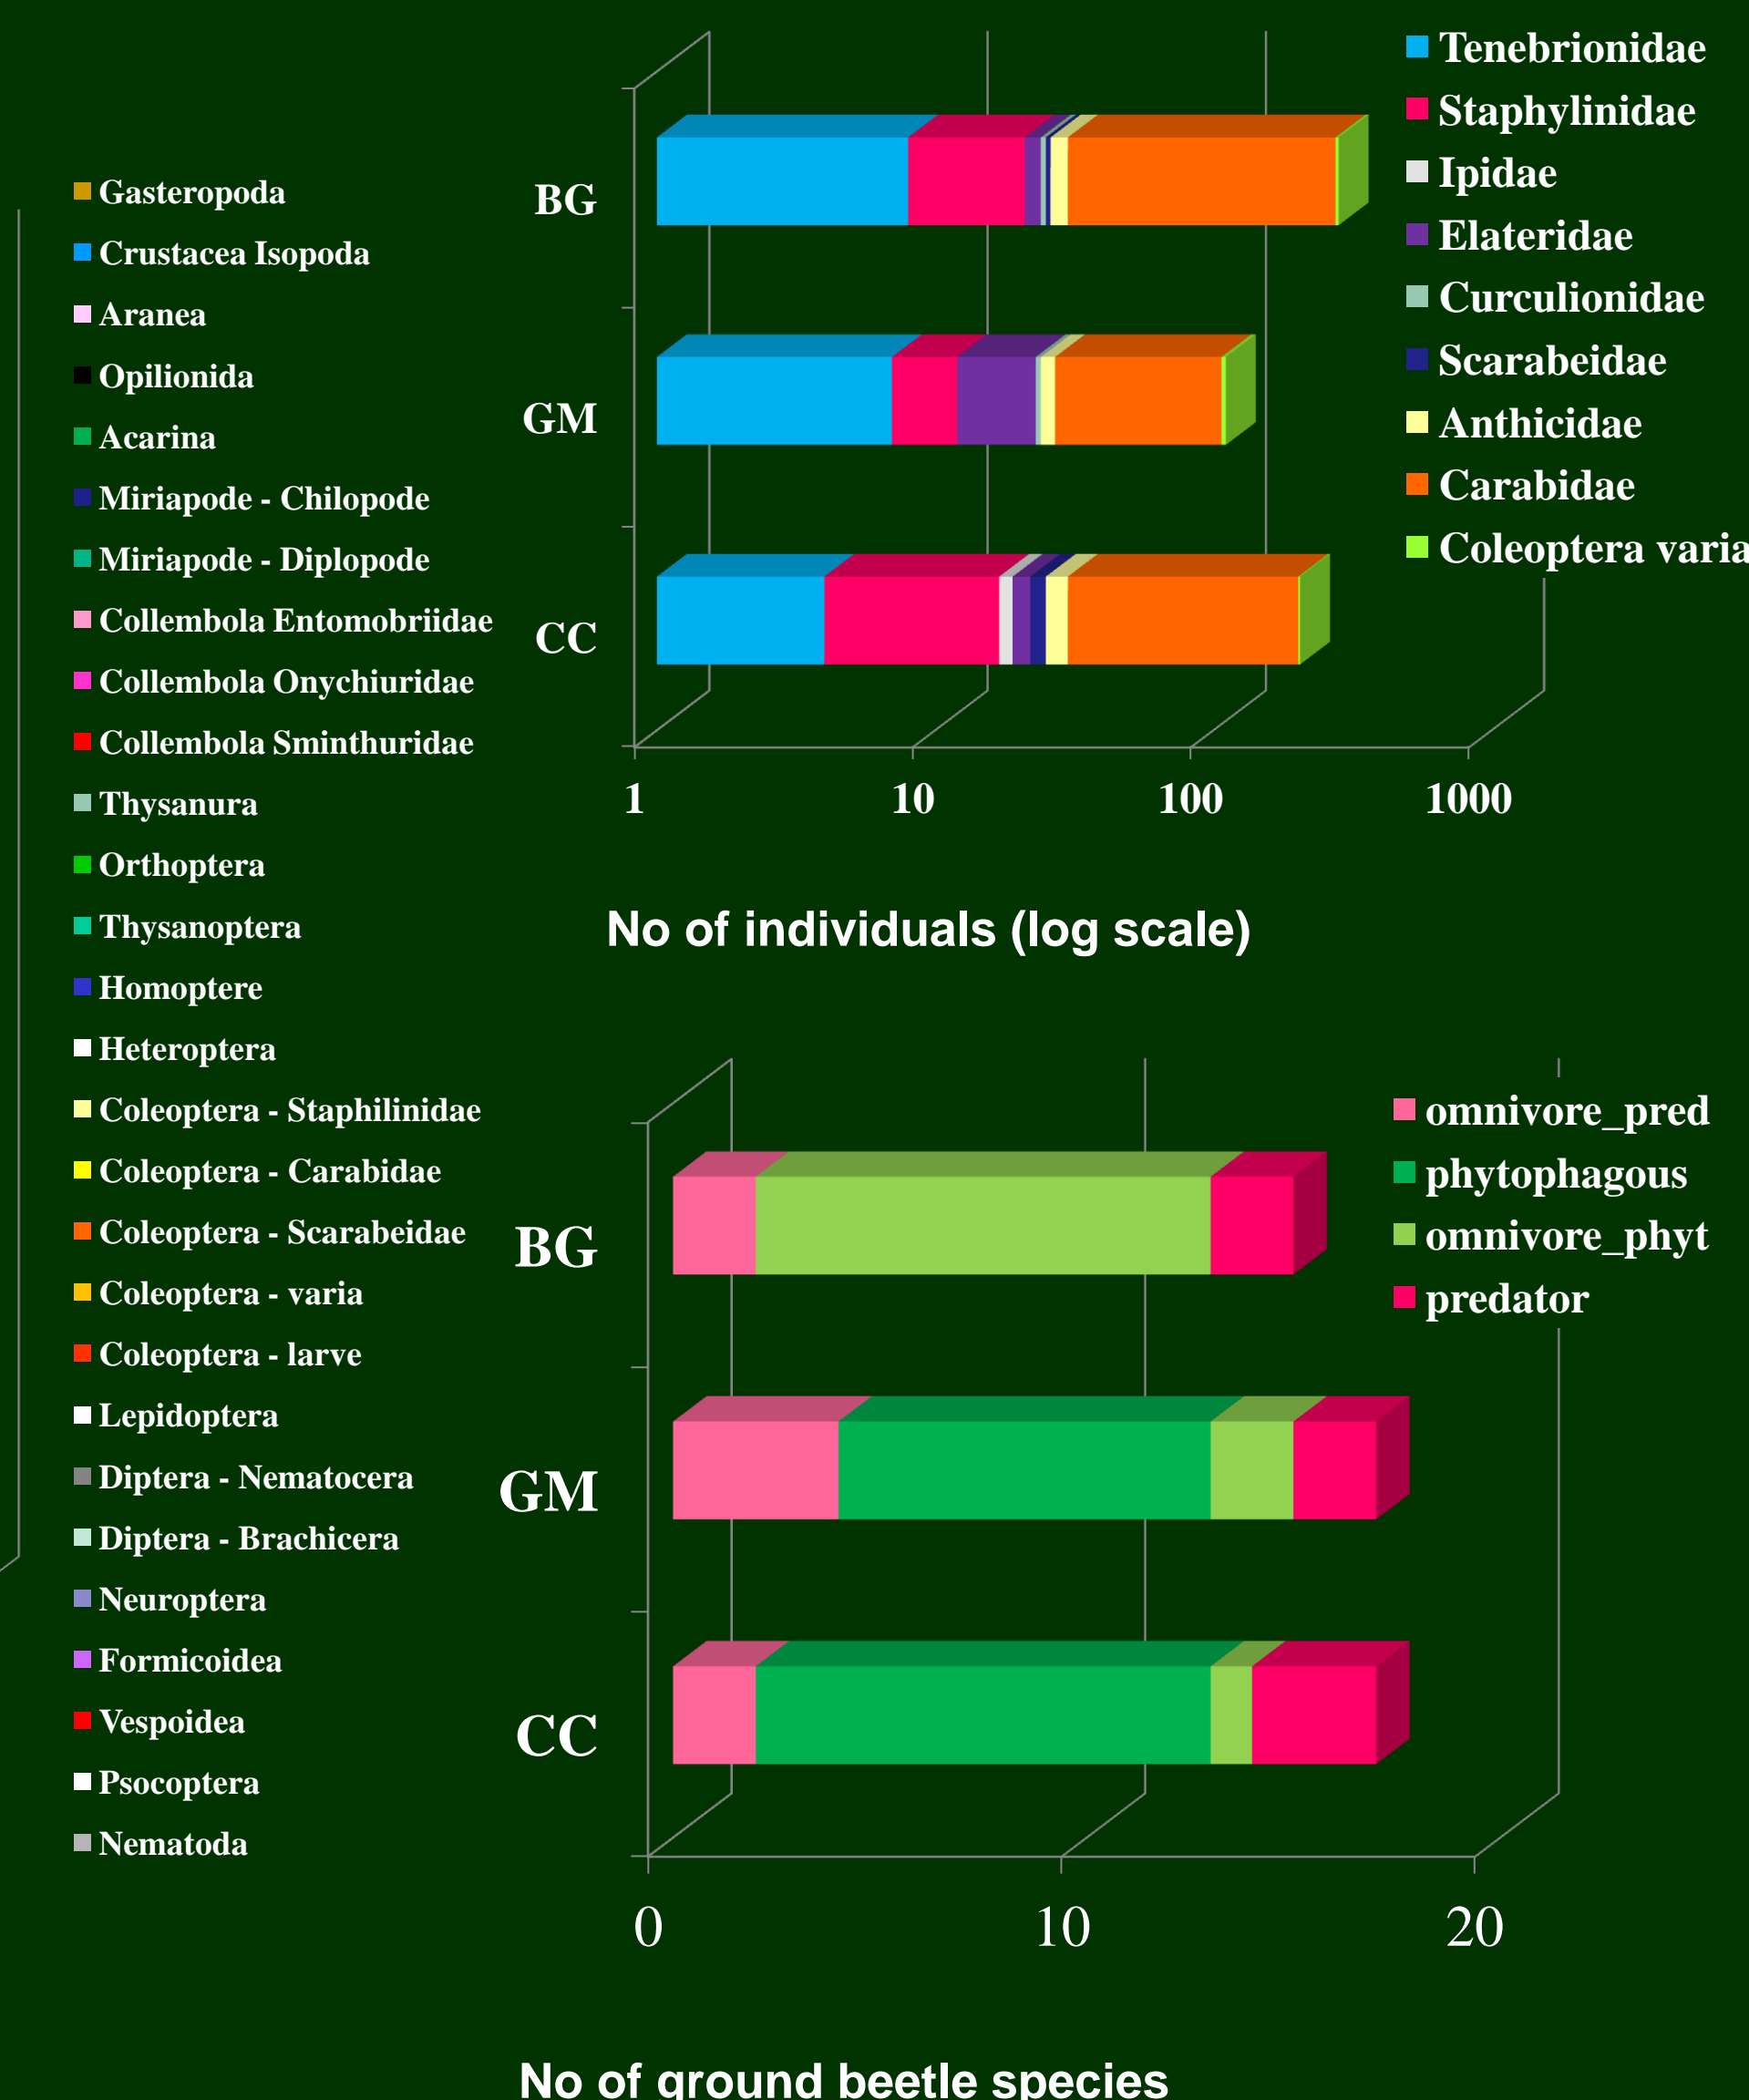 Gasteropoda
Crustacea Isopoda
Aranea
Opilionida
Acarina
Miriapode - Chilopode
Miriapode - Diplopode
Collembola Entomobriidae
Collembola Onychiuridae
Collembola Sminthuridae
Thysanura
Orthoptera
Thysanoptera
Homoptere
Heteroptera
Coleoptera - Staphilinidae
Coleoptera - Carabidae
Coleoptera - Scarabeidae
Coleoptera - varia
Coleoptera - larve
Lepidoptera
Diptera - Nematocera
Diptera - Brachicera
Neuroptera
Formicoidea
Vespoidea
Psocoptera
Nematoda
BG
GM
CC
1 10 100 1000
Tenebrionidae
Staphylinidae
Ipidae
Elateridae
Curculionidae
Scarabeidae
Anthicidae
Carabidae
Coleoptera varia
No of individuals (log scale)
BG
GM
CC
0 10 20
omnivore_pred
phytophagous
omnivore_phyt
predator
No of ground beetle species